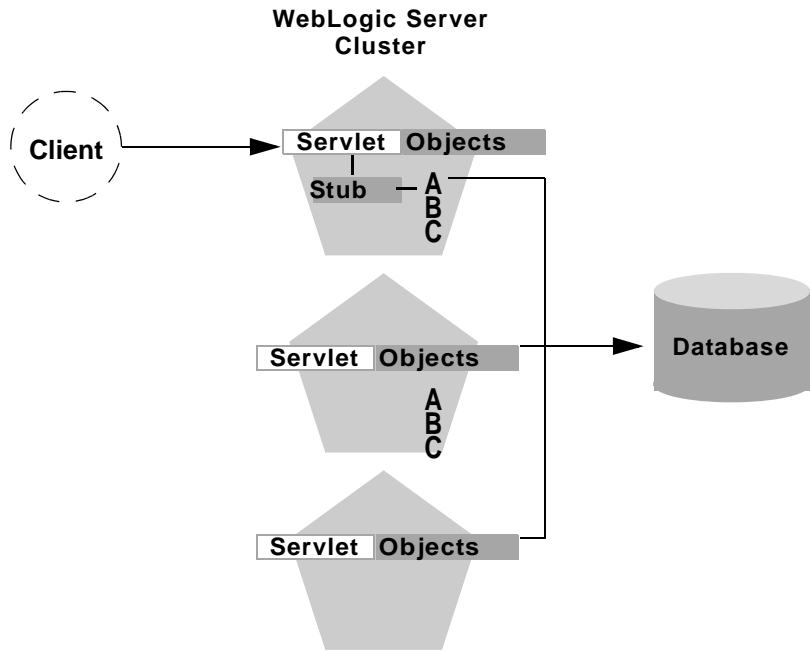 WebLogic Server
Cluster
Client
Servlet Objects
Stub
A
B
C
Servlet Objects
A
B
C
Database
Servlet Objects